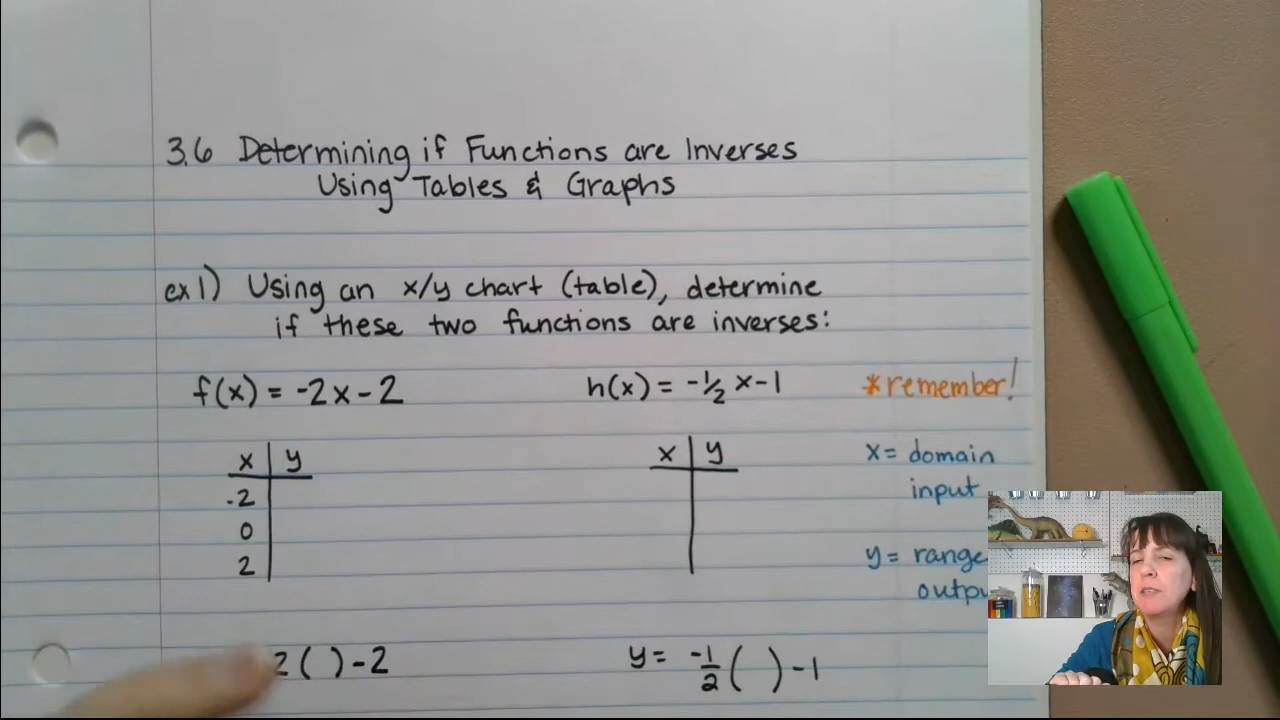 3.6 Determining if Functions are Inverses
Using Tables & Graphs
ex 1) Using an x/y chart (table), determine
if these two functions are inverses:
f(x) = -2x - 2
h(x) = -1/2 x - 1
*remember!
x | y
-2
0
2
x | y
x = domain
input
y = range
2( ) - 2
y = -1/2 ( ) - 1